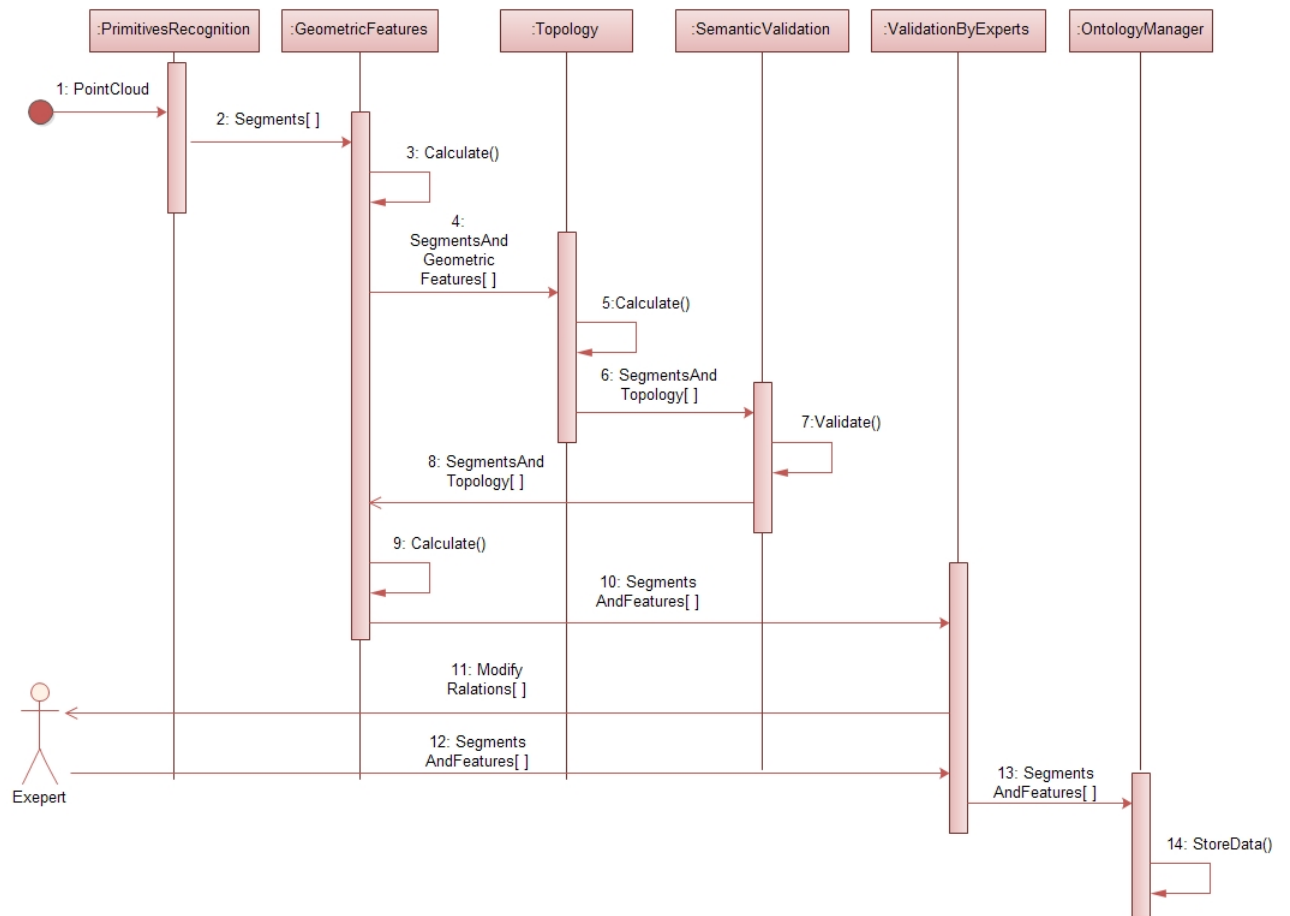 :PrimitivesRecognition
:GeometricFeatures
:Topology
:SemanticValidation
:ValidationByExperts
:OntologyManager
1: PointCloud
2: Segments[ ]
3: Calculate()
4:
SegmentsAnd
Geometric
Features[ ]
5:Calculate()
6: SegmentsAnd
Topology[ ]
7:Validate()
8: SegmentsAnd
Topology[ ]
9: Calculate()
10: Segments
AndFeatures[ ]
11: Modify
Ralations[ ]
12: Segments
AndFeatures[ ]
Exepert
13: Segments
AndFeatures[ ]
14: StoreData()